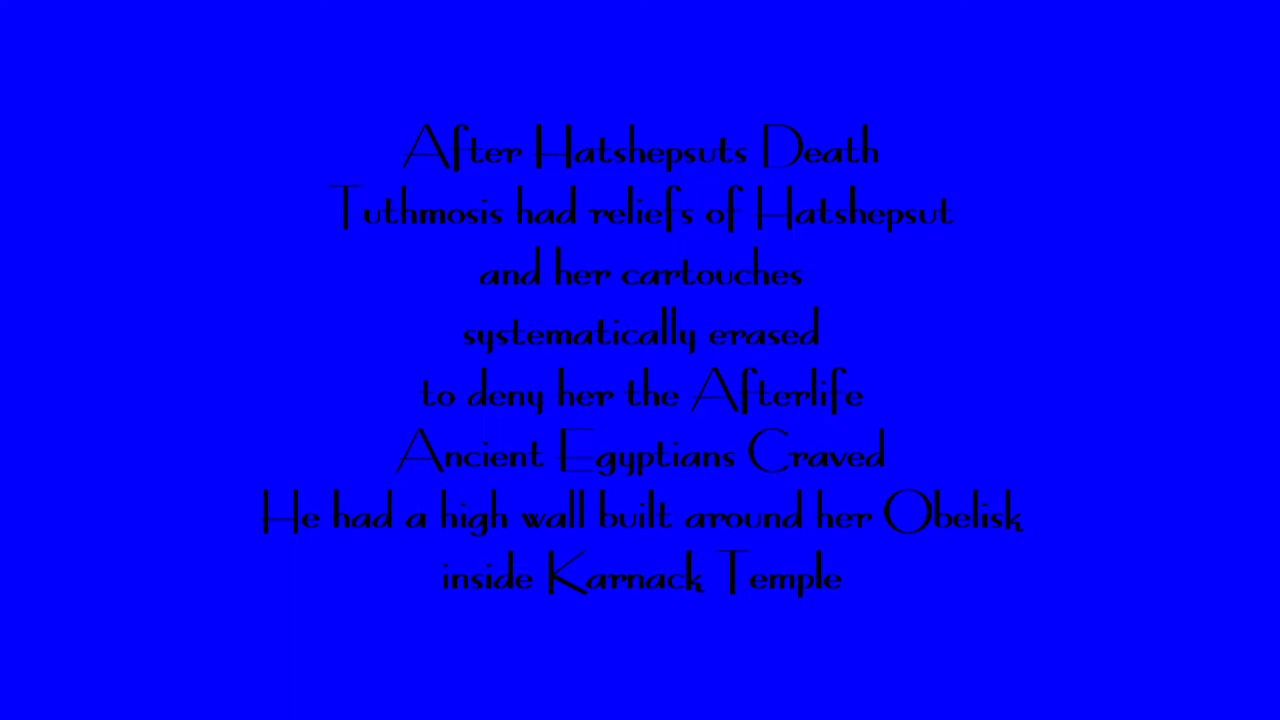 After Hatshepsuts Death
Tuthmosis had reliefs of Hatshepsut
and her cartouches
systematically erased
to deny her the Afterlife
Ancient Egyptians Craved
He had a high wall built around her Obelisk
inside Karnack Temple